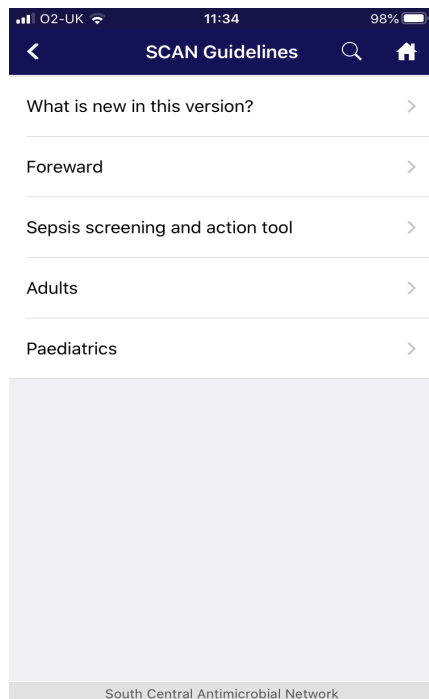 O2-UK 11:34 98%
SCAN Guidelines
What is new in this version?
Foreward
Sepsis screening and action tool
Adults
Paediatrics
South Central Antimicrobial Network